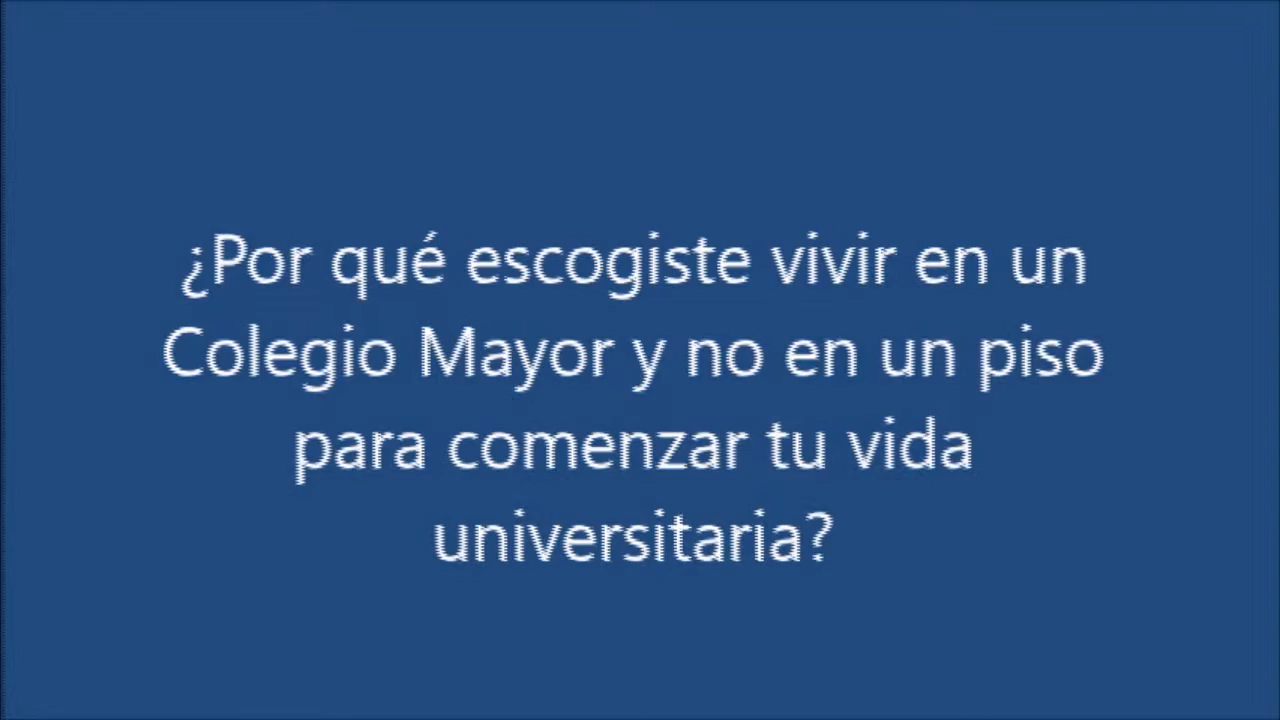 ¿Por qué escogiste vivir en un
Colegio Mayor y no en un piso
para comenzar tu vida
universitaria?